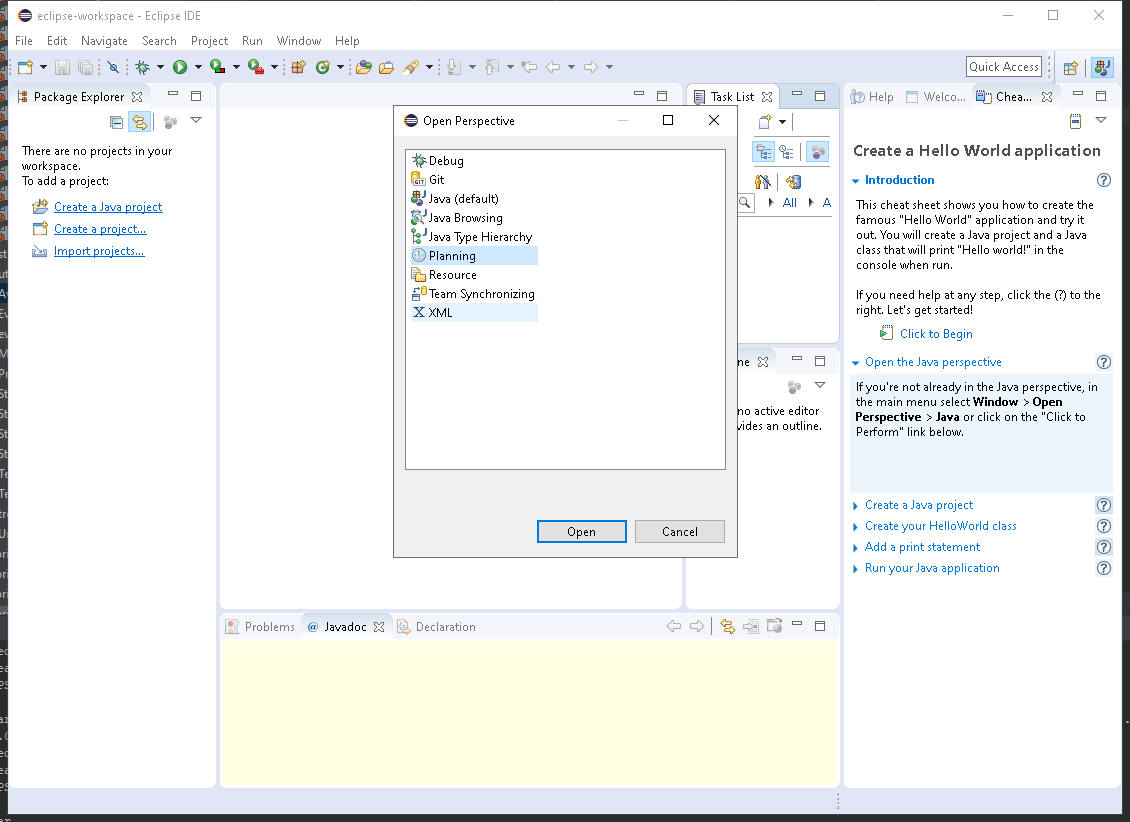 eclipse-workspace - Eclipse IDE
File Edit Navigate Search Project Run Window Help
Quick Access
Package Explorer
There are no projects in your
workspace.
To add a project:
Create a Java project
Create a project...
Import projects...
Open Perspective
Debug
Git
Java (default)
Java Browsing
Java Type Hierarchy
Planning
Resource
Team Synchronizing
XML
Open Cancel
Task List
All A
ne
no active editor
vides an outline.
Problems @ Javadoc Declaration
Help Welco... Chea...
Create a Hello World application
Introduction
This cheat sheet shows you how to create the
famous "Hello World" application and try it
out. You will create a Java project and a Java
class that will print "Hello world!" in the
console when run.
If you need help at any step, click the (?) to the
right. Let's get started!
Click to Begin
Open the Java perspective
If you're not already in the Java perspective, in
the main menu select Window > Open
Perspective > Java or click on the "Click to
Perform" link below.
Create a Java project
Create your HelloWorld class
Add a print statement
Run your Java application